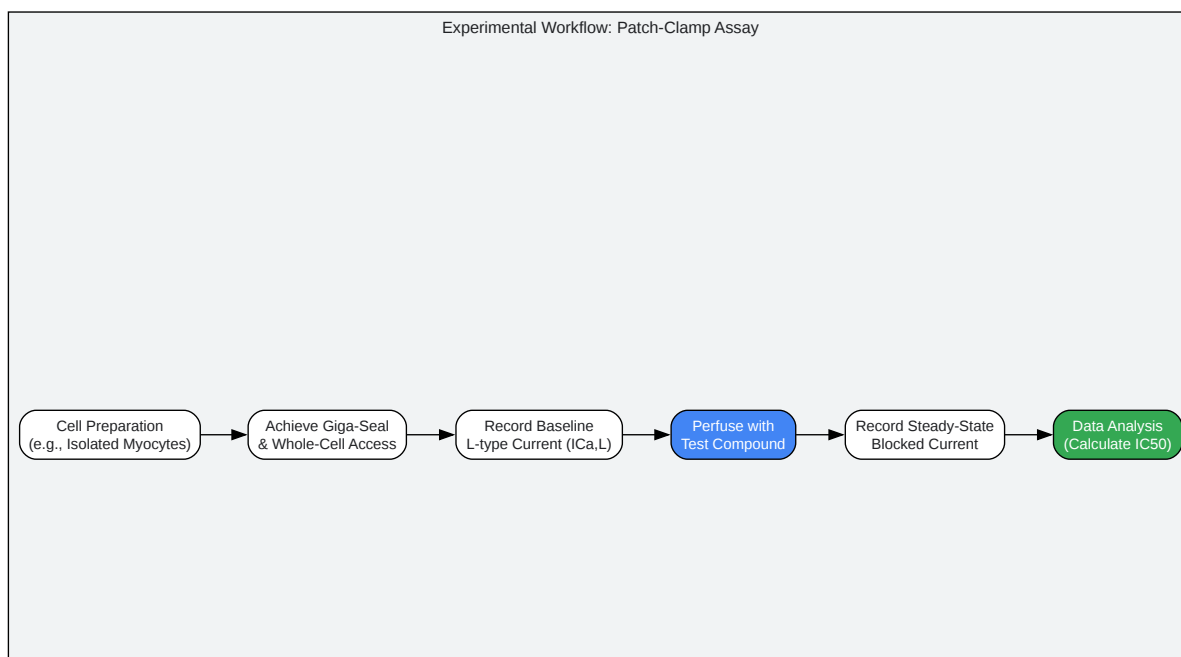 Experimental Workflow: Patch-Clamp Assay
Cell Preparation
(e.g., Isolated Myocytes)
Achieve Giga-Seal
& Whole-Cell Access
Record Baseline
L-type Current (ICa,L)
Perfuse with
Test Compound
Record Steady-State
Blocked Current
Data Analysis
(Calculate IC50)